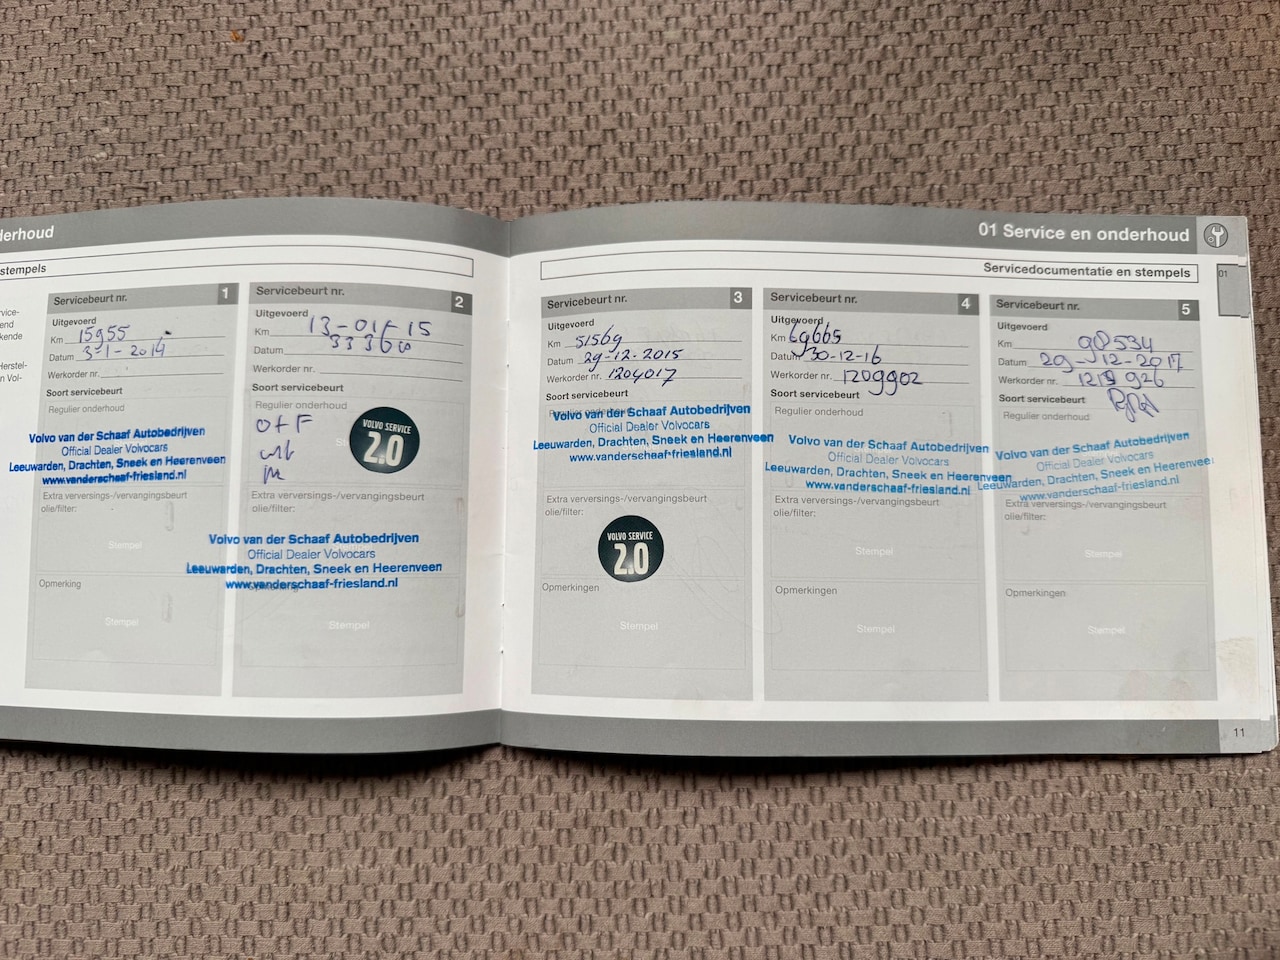 derhoud
stempels
vice-
end
kende
Herstel-
n Vol-
Servicebeurt nr. 1
Uitgevoerd
Km 15955
Datum 3-1-2014
Werkorder nr.
Soort servicebeurt
Regulier onderhoud
Volvo van der Schaaf Autobedrijven
Official Dealer Volvocars
Leeuwarden, Drachten, Sneek en Heerenveen
www.vanderschaaf-friesland.nl
Extra verversings-/vervangingsbeurt
olie/filter:
Stempel
Opmerking
Stempel
Servicebeurt nr. 2
Uitgevoerd
Km 13-01-15
Datum 33360
Werkorder nr.
Soort servicebeurt
Regulier onderhoud
O+F
VOLVO SERVICE
2.0
Extra verversings-/vervangingsbeurt
olie/filter:
Volvo van der Schaaf Autobedrijven
Official Dealer Volvocars
Leeuwarden, Drachten, Sneek en Heerenveen
www.vanderschaaf-friesland.nl
Stempel
01 Service en onderhoud
Servicedocumentatie en stempels
01
Servicebeurt nr. 3
Uitgevoerd
Km 51569
Datum 29-12-2015
Werkorder nr. 1204017
Soort servicebeurt
Regulier onderhoud
Volvo van der Schaaf Autobedrijven
Official Dealer Volvocars
Leeuwarden, Drachten, Sneek en Heerenveen
www.vanderschaaf-friesland.nl
Extra verversings-/vervangingsbeurt
olie/filter:
VOLVO SERVICE
2.0
Opmerkingen
Stempel
Servicebeurt nr. 4
Uitgevoerd
Km 69665
Datum 30-12-16
Werkorder nr. 1209902
Soort servicebeurt
Regulier onderhoud
Volvo van der Schaaf Autobedrijven
Official Dealer Volvocars
Leeuwarden, Drachten, Sneek en Heerenveen
www.vanderschaaf-friesland.nl
Extra verversings-/vervangingsbeurt
olie/filter:
Stempel
Opmerkingen
Stempel
Servicebeurt nr. 5
Uitgevoerd
Km 90534
Datum 29-12-2017
Werkorder nr.
Soort servicebeurt
Regulier onderhoud
Volvo van der Schaaf Autobedrijven
Official Dealer Volvocars
Leeuwarden, Drachten, Sneek en Heerenvee
www.vanderschaaf-friesland.nl
Extra verversings-/vervangingsbeurt
olie/filter:
Stempel
Opmerkingen
Stempel
11